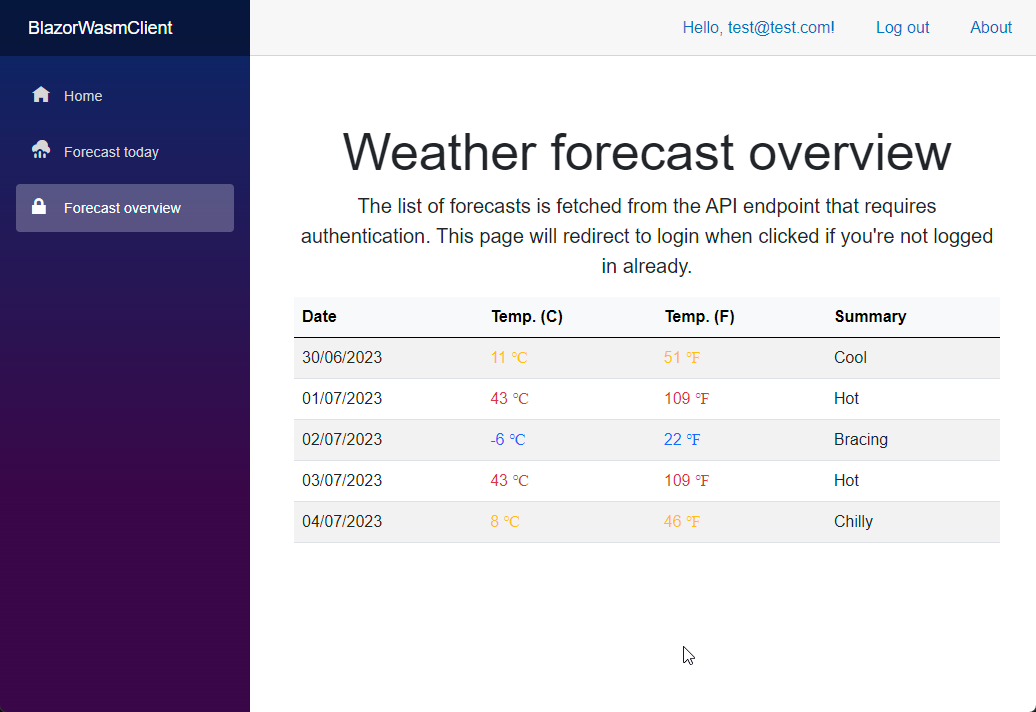 BlazorWasmClient
Hello, test@test.com! Log out About
Home
Forecast today
Forecast overview
Weather forecast overview
The list of forecasts is fetched from the API endpoint that requires
authentication. This page will redirect to login when clicked if you're not logged
in already.
Date Temp. (C) Temp. (F) Summary
30/06/2023 11 °C 51 °F Cool
01/07/2023 43 °C 109 °F Hot
02/07/2023 -6 °C 22 °F Bracing
03/07/2023 43 °C 109 °F Hot
04/07/2023 8 °C 46 °F Chilly